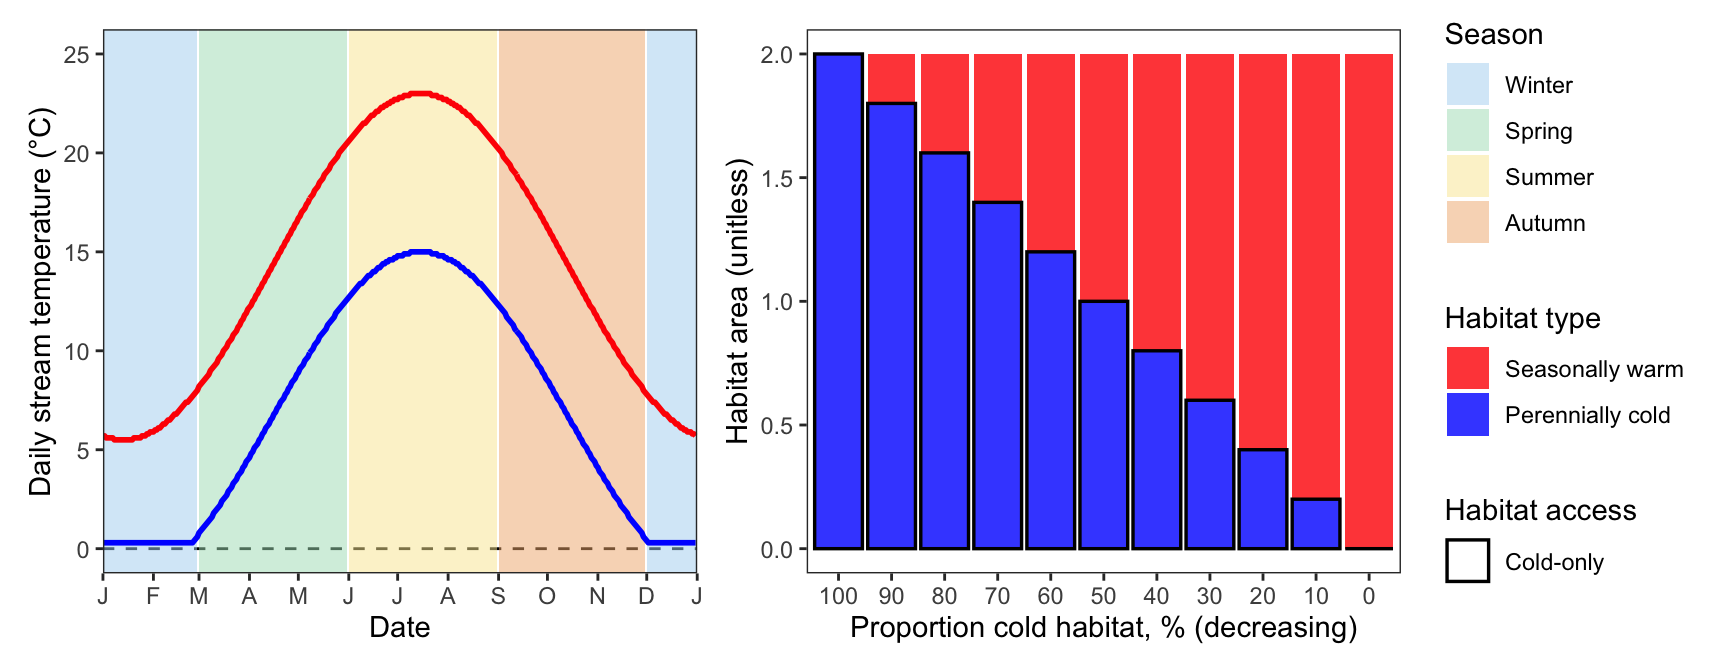 Daily stream temperature (°C)
25
20
15
10
5
0
J F M A M J J A S O N D J
Date
Habitat area (unitless)
2.0
1.5
1.0
0.5
0.0
100 90 80 70 60 50 40 30 20 10 0
Proportion cold habitat, % (decreasing)
Season
Winter
Spring
Summer
Autumn
Habitat type
Seasonally warm
Perennially cold
Habitat access
Cold-only